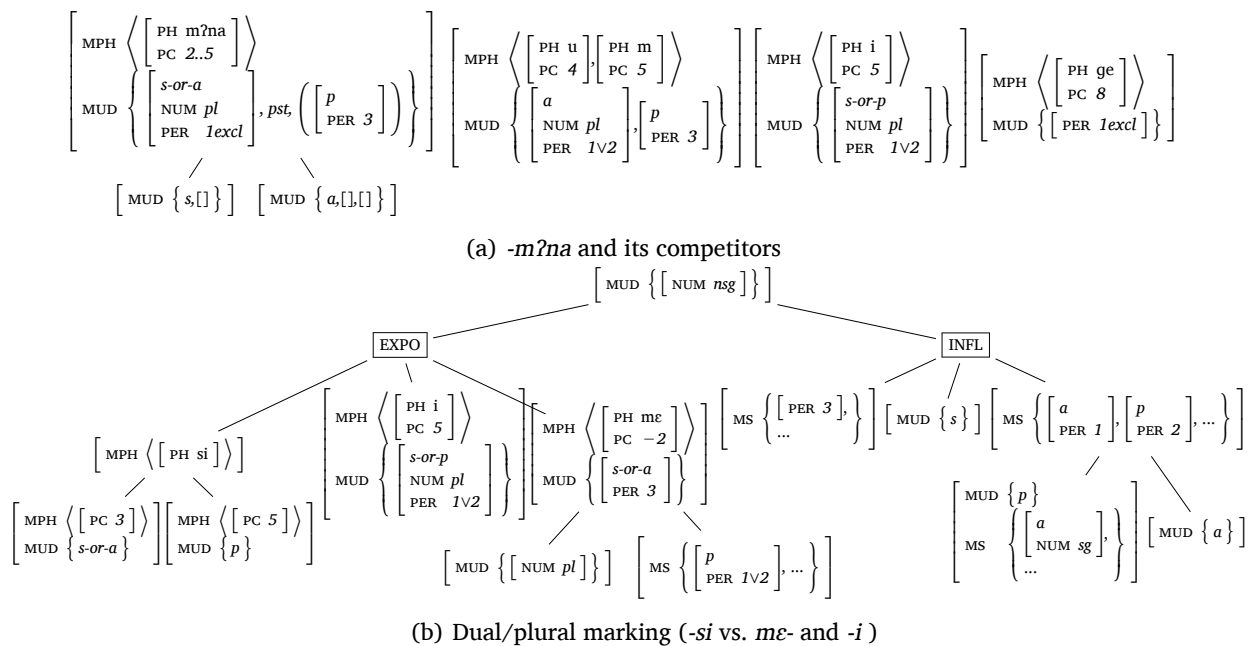 [ MPH ⟨ [ PH m?na PC 2..5 ] ⟩ MUD { [ s-or-a NUM pl PER 1excl ] , pst, ( [ p PER 3 ] ) } ]
[ MPH ⟨ [ PH u PC 4 ] , [ PH m PC 5 ] ⟩ MUD { [ a NUM pl PER 1∨2 ] , [ p PER 3 ] } ]
[ MPH ⟨ [ PH i PC 5 ] ⟩ MUD { [ s-or-p NUM pl PER 1∨2 ] } ]
[ MPH ⟨ [ PH ge PC 8 ] ⟩ MUD { [ PER 1excl ] } ]
[ MUD { s,[] } ] [ MUD { a,[],[] } ]
(a) -m?na and its competitors
[ MUD { [ NUM nsg ] } ]
EXPO INFL
[ MPH ⟨ [ PH si ] ⟩ ]
[ MPH ⟨ [ PH i PC 5 ] ⟩ MUD { [ s-or-p NUM pl PER 1∨2 ] } ]
[ MPH ⟨ [ PH mɛ PC −2 ] ⟩ MUD { [ s-or-a PER 3 ] } ]
[ MS { [ PER 3 ] , ... } ]
[ MUD { s } ]
[ MS { [ a PER 1 ] , [ p PER 2 ] , ... } ]
[ MPH ⟨ [ PC 3 ] ⟩ MUD { s-or-a } ]
[ MPH ⟨ [ PC 5 ] ⟩ MUD { p } ]
[ MUD { [ NUM pl ] } ]
[ MS { [ p PER 1∨2 ] , ... } ]
[ MUD { p } MS { [ a NUM sg ] , ... } ]
[ MUD { a } ]
(b) Dual/plural marking (-si vs. mɛ- and -i )